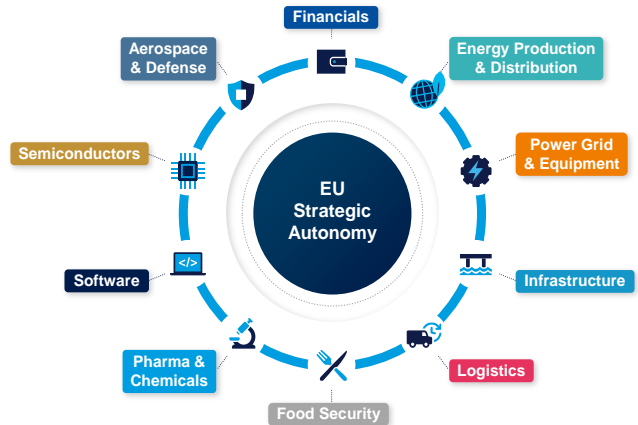 Financials
Aerospace
& Defense
Energy Production
& Distribution
Semiconductors
Power Grid
& Equipment
EU
Strategic
Autonomy
Software
</>
Infrastructure
Pharma &
Chemicals
Logistics
Food Security